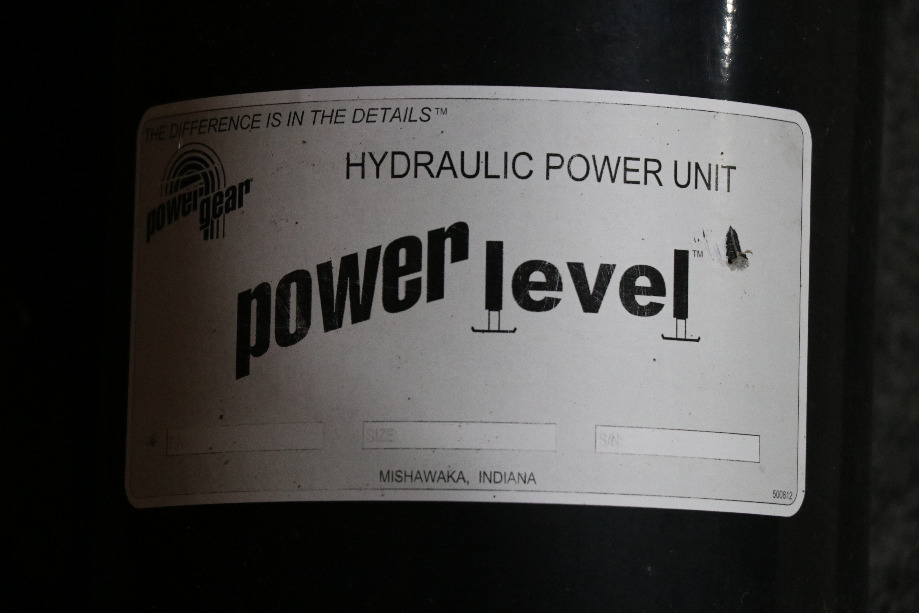 THE DIFFERENCE IS IN THE DETAILS™
HYDRAULIC POWER UNIT
power gear
power level™
SIZE:
S/N:
MISHAWAKA, INDIANA
500812